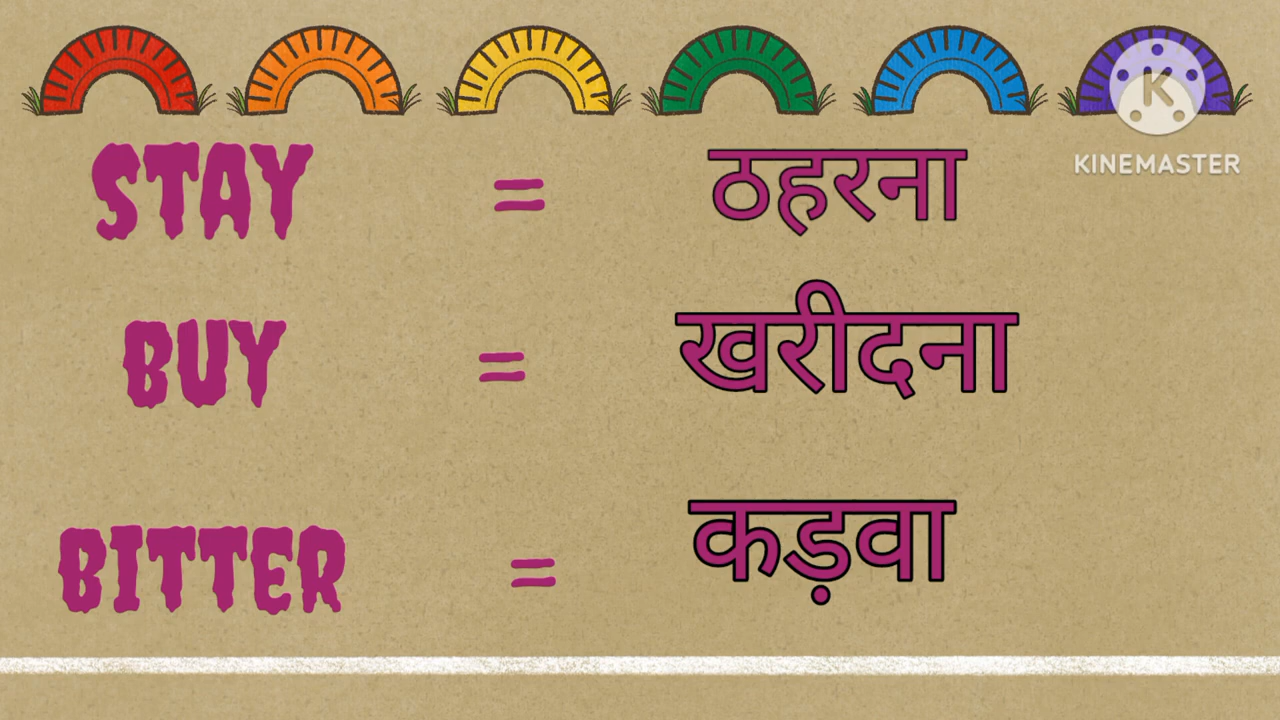 K
KINEMASTER
STAY = ठहरना
BUY = खरीदना
BITTER = कड़वा